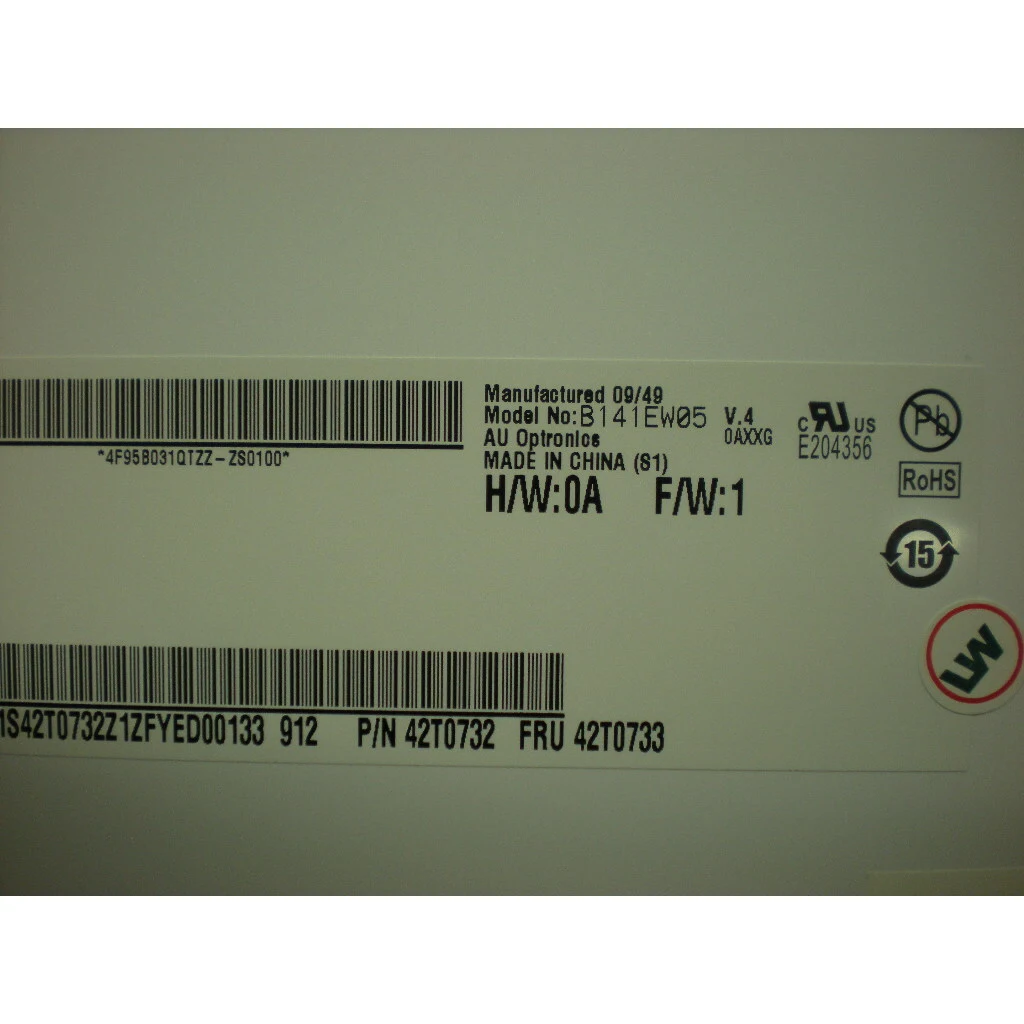 Manufactured 09/49
Model No:B141EW05 V.4
AU Optronics 0AXXG
MADE IN CHINA (S1)
H/W:0A F/W:1
*4F95B031QTZZ-ZS0100*
c RU US
E204356
Pb
RoHS
15
LW
1S42T0732Z1ZFYED00133 912 P/N 42T0732 FRU 42T0733